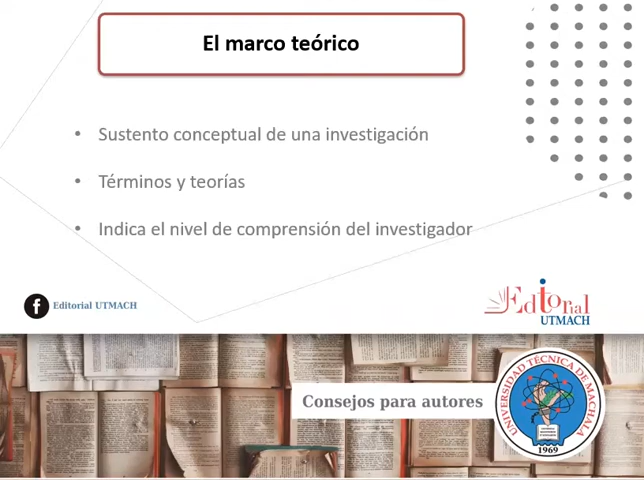 El marco teórico
• Sustento conceptual de una investigación
• Términos y teorías
• Indica el nivel de comprensión del investigador
f Editorial UTMACH
Editorial
UTMACH
Consejos para autores
UNIVERSIDAD TÉCNICA DE MACHALA
1969